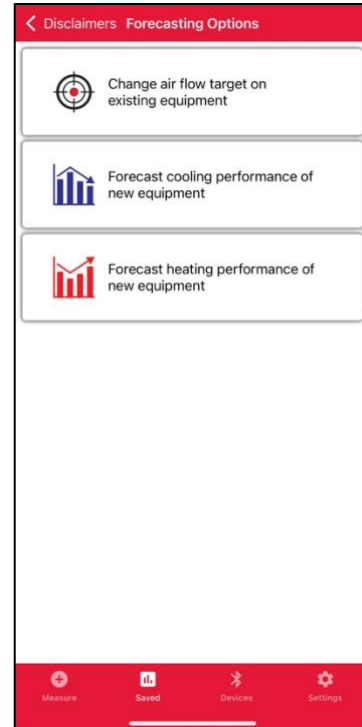 Disclaimers Forecasting Options
Change air flow target on
existing equipment
Forecast cooling performance of
new equipment
Forecast heating performance of
new equipment
Measure Saved Devices Settings